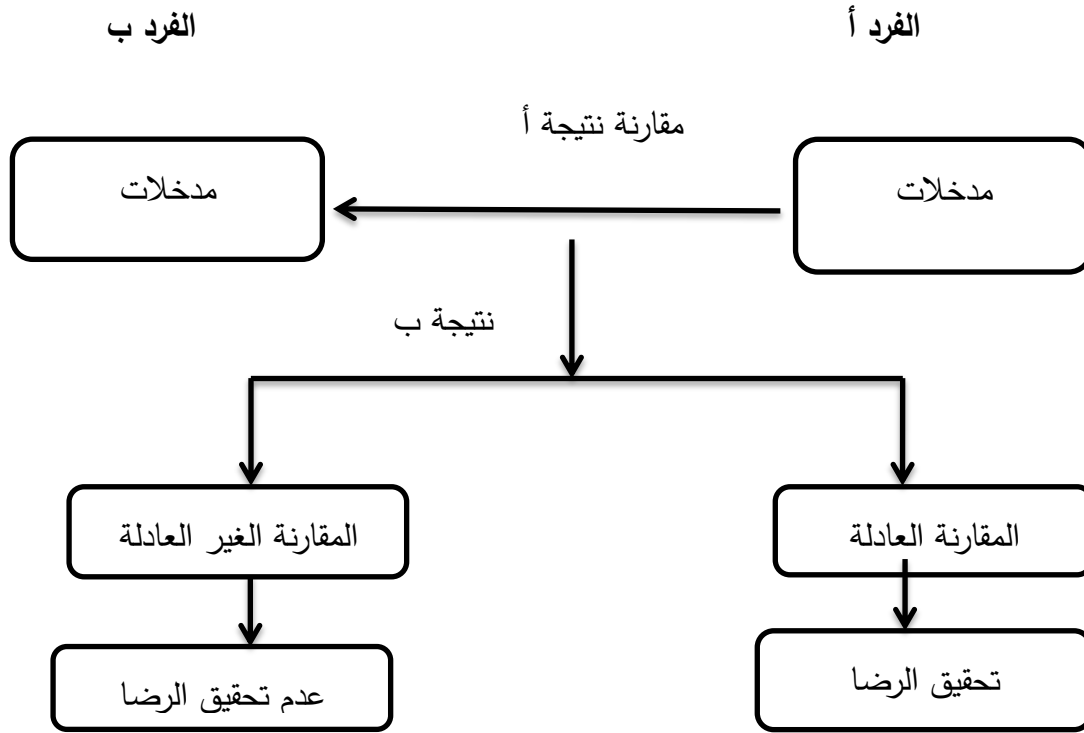 الفرد أ
الفرد ب
مقارنة نتيجة أ
مدخلات
مدخلات
نتيجة ب
المقارنة العادلة
المقارنة الغير العادلة
تحقيق الرضا
عدم تحقيق الرضا